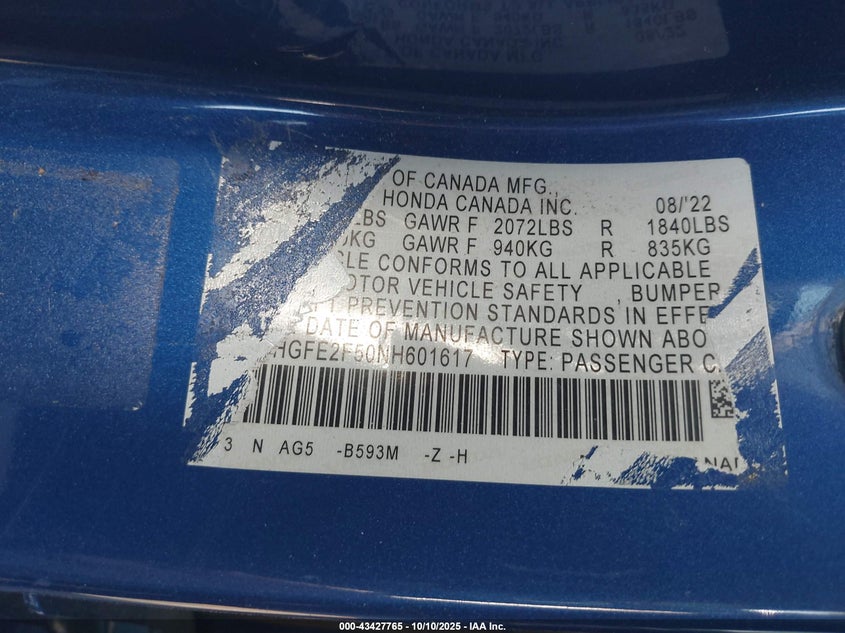 OF CANADA MFG.,
HONDA CANADA INC. 08/'22
LBS GAWR F 2072LBS R 1840LBS
KG GAWR F 940KG R 835KG
CLE CONFORMS TO ALL APPLICABLE
MOTOR VEHICLE SAFETY , BUMPER
FT PREVENTION STANDARDS IN EFFE
DATE OF MANUFACTURE SHOWN ABO
HGFE2F50NH601617 TYPE: PASSENGER C
3 N AG5 -B593M -Z -H
000-43427765 - 10/10/2025 - IAA Inc.